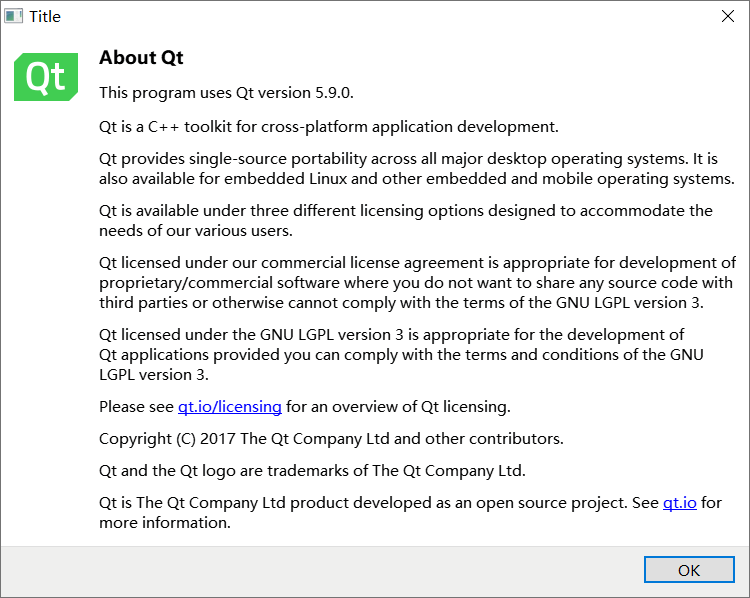 Title
Qt
About Qt
This program uses Qt version 5.9.0.
Qt is a C++ toolkit for cross-platform application development.
Qt provides single-source portability across all major desktop operating systems. It is
also available for embedded Linux and other embedded and mobile operating systems.
Qt is available under three different licensing options designed to accommodate the
needs of our various users.
Qt licensed under our commercial license agreement is appropriate for development of
proprietary/commercial software where you do not want to share any source code with
third parties or otherwise cannot comply with the terms of the GNU LGPL version 3.
Qt licensed under the GNU LGPL version 3 is appropriate for the development of
Qt applications provided you can comply with the terms and conditions of the GNU
LGPL version 3.
Please see qt.io/licensing for an overview of Qt licensing.
Copyright (C) 2017 The Qt Company Ltd and other contributors.
Qt and the Qt logo are trademarks of The Qt Company Ltd.
Qt is The Qt Company Ltd product developed as an open source project. See qt.io for
more information.
OK